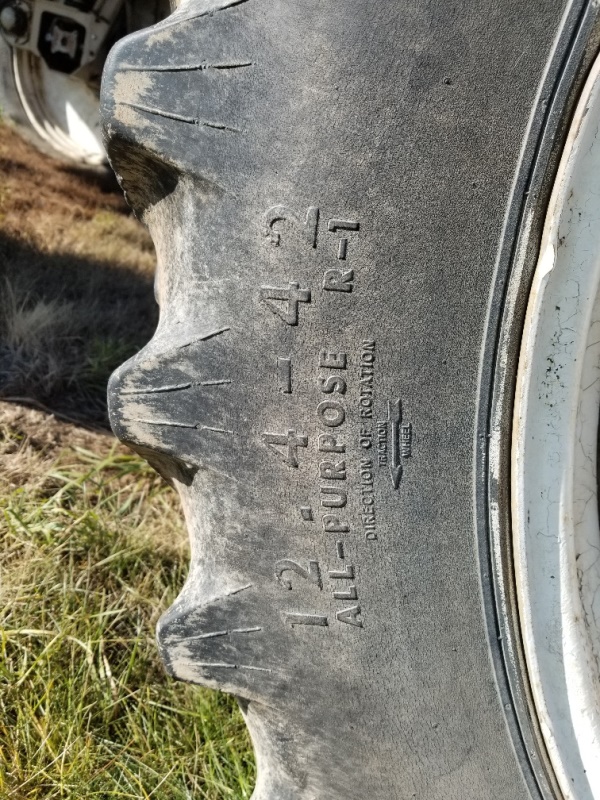 12.4-42
ALL-PURPOSE R-1
DIRECTION OF ROTATION
TRACTION
WHEEL